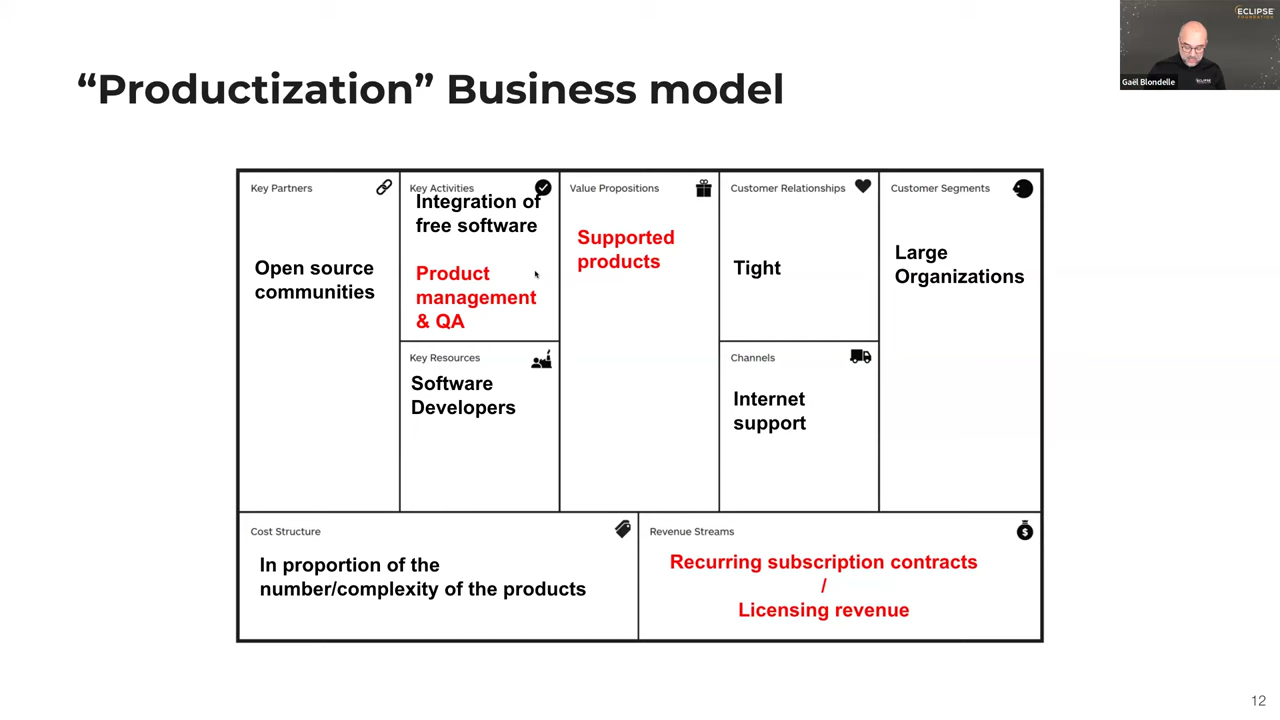 ECLIPSE
FOUNDATION
Gaël Blondelle
“Productization” Business model
Key Partners
Open source
communities
Key Activities
Integration of
free software
Product
management
& QA
Key Resources
Software
Developers
Value Propositions
Supported
products
Customer Relationships
Tight
Channels
Internet
support
Customer Segments
Large
Organizations
Cost Structure
In proportion of the
number/complexity of the products
Revenue Streams
Recurring subscription contracts
/
Licensing revenue
12